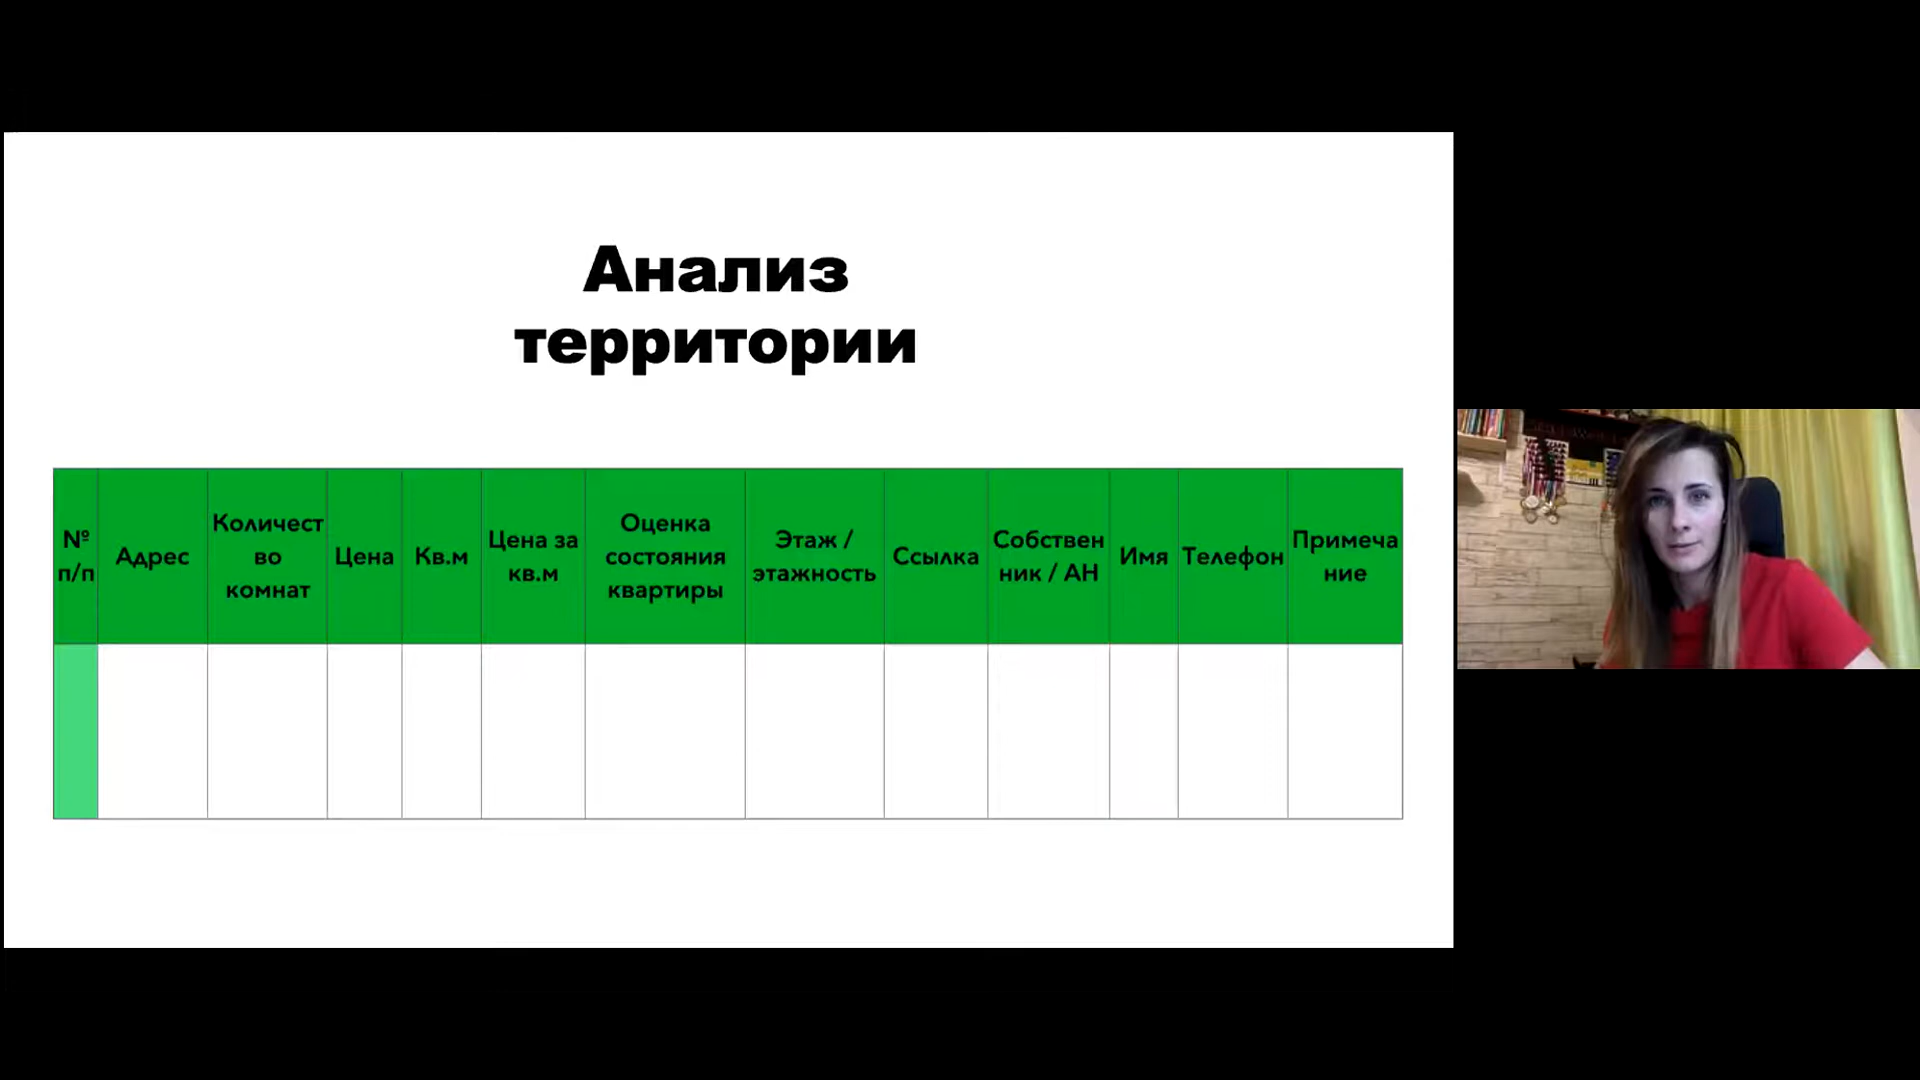 Анализ
территории
№
п/п
Адрес
Количест
во
комнат
Цена
Кв.м
Цена за
кв.м
Оценка
состояния
квартиры
Этаж /
этажность
Ссылка
Собствен
ник / АН
Имя
Телефон
Примеча
ние